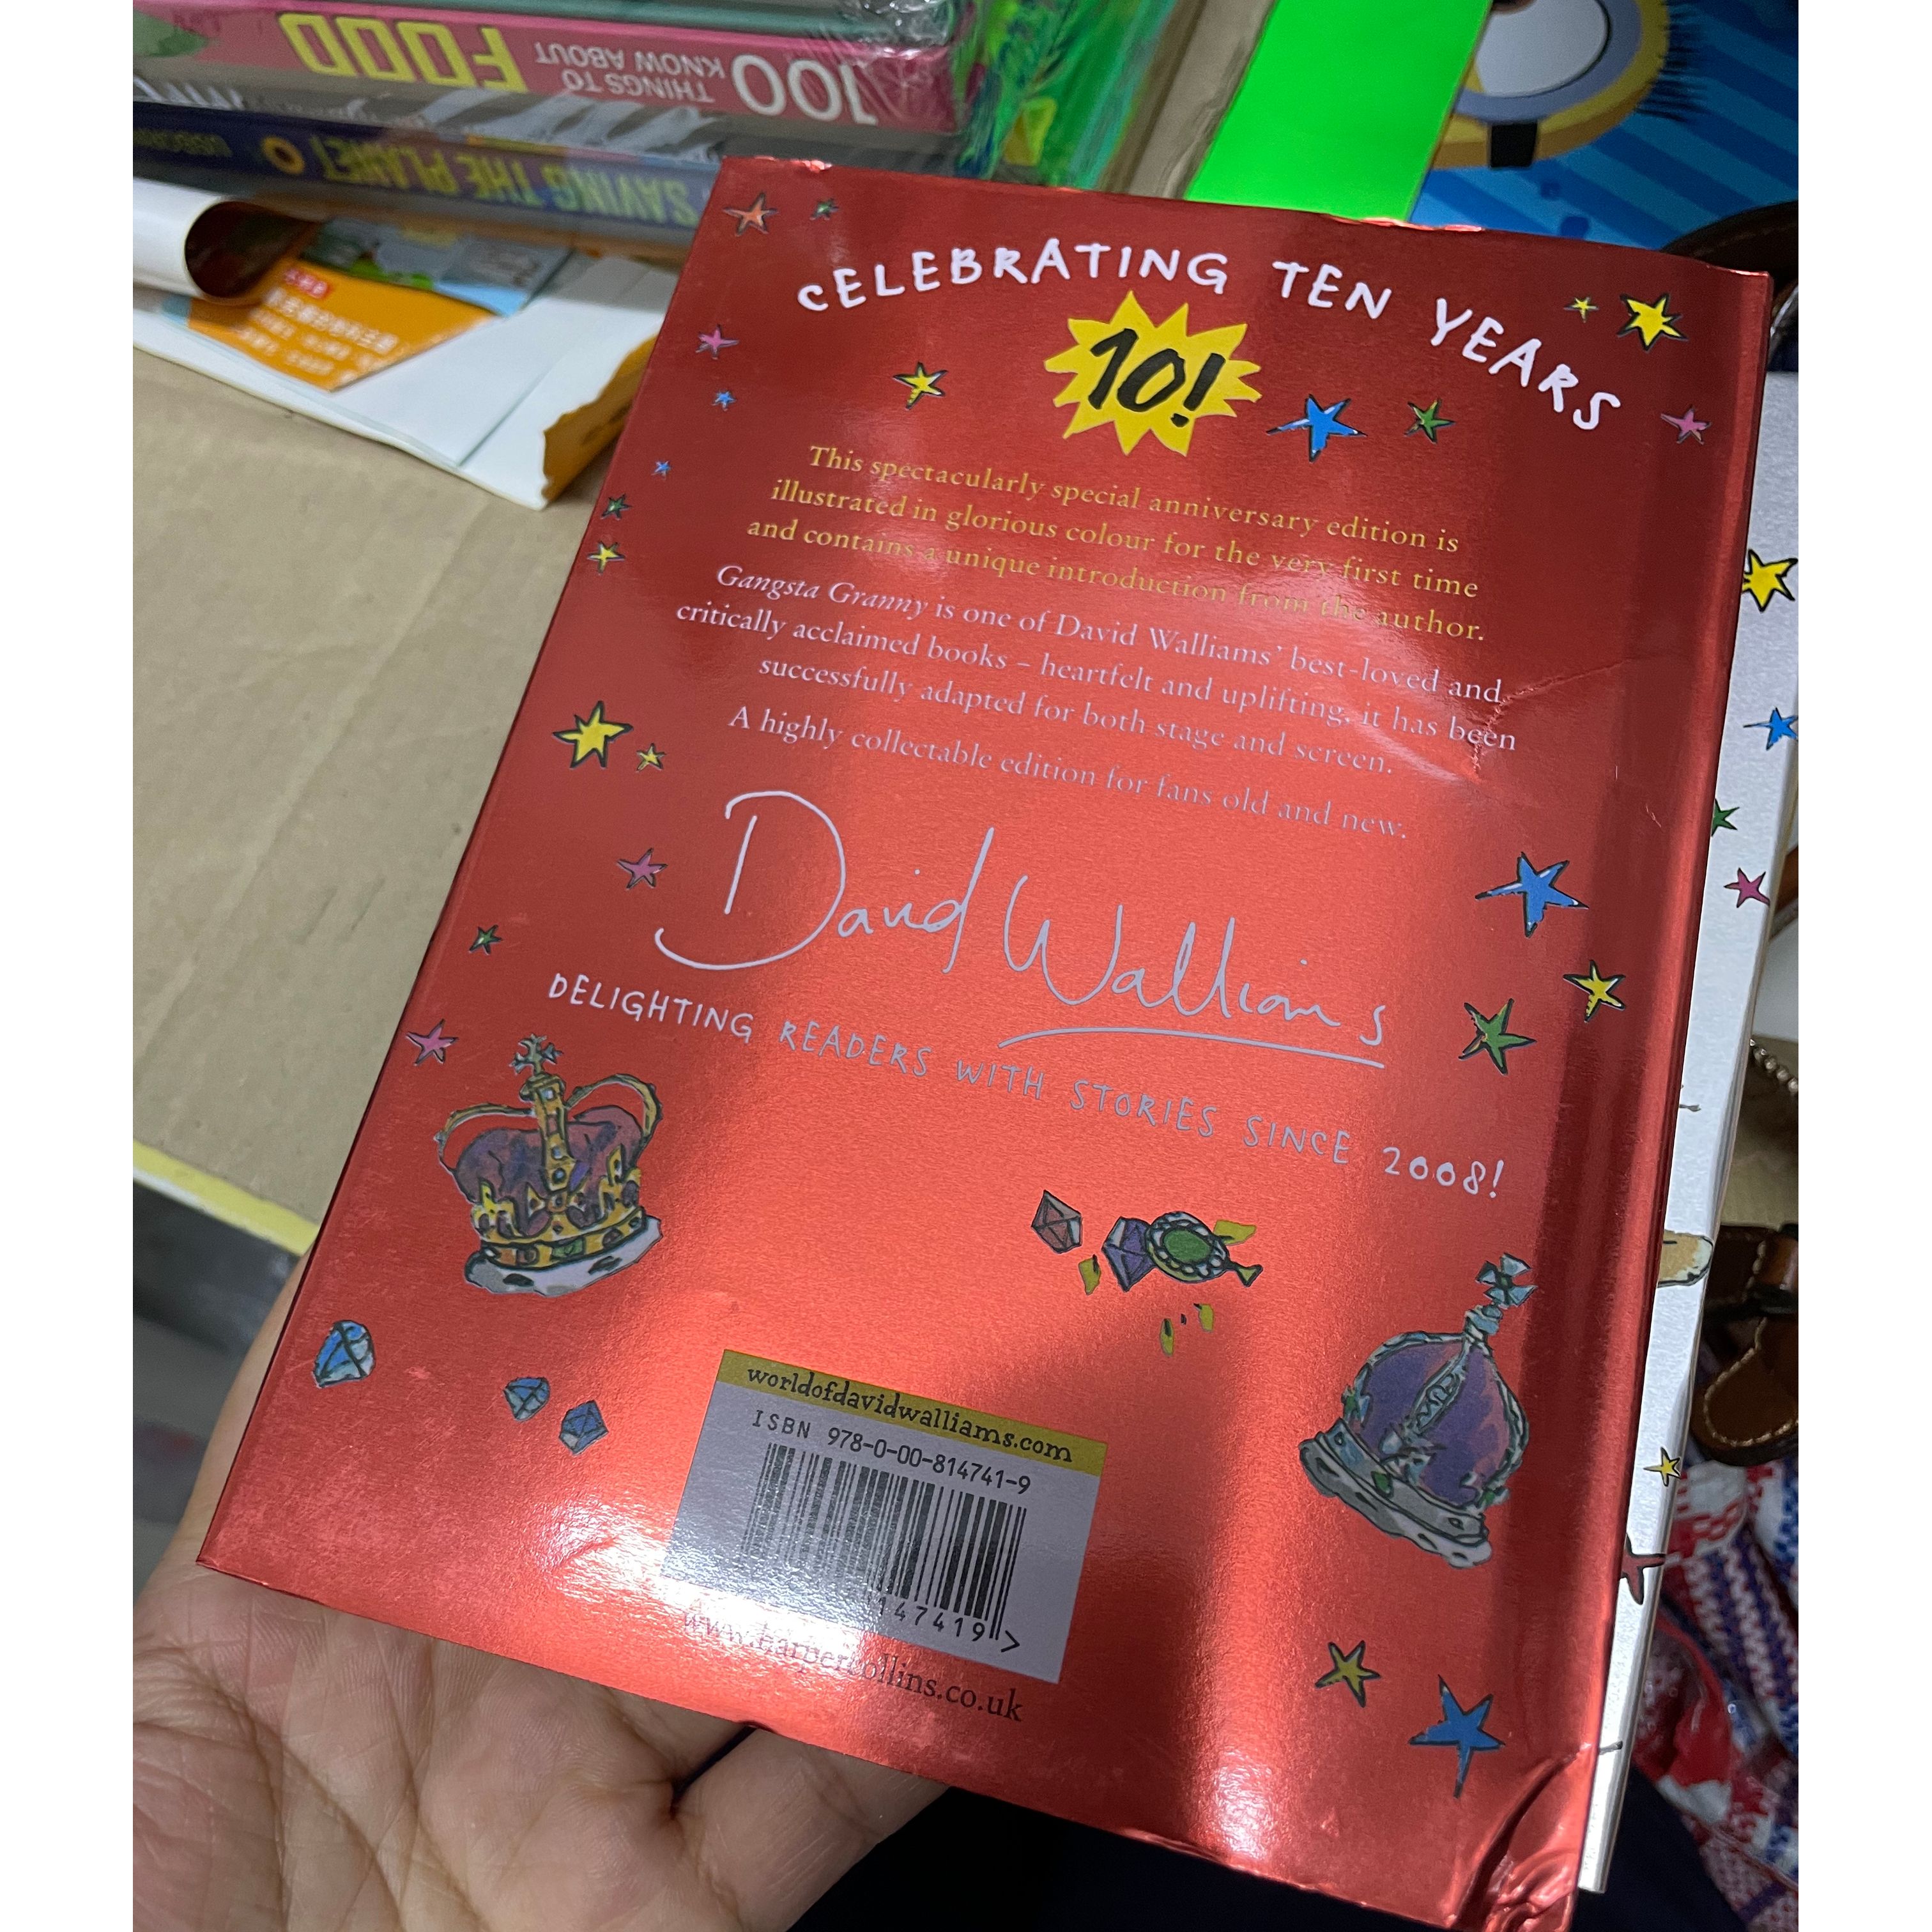 100 THINGS TO KNOW ABOUT FOOD
SAVING THE PLANET
CELEBRATING TEN YEARS
10!
This spectacularly special anniversary edition is
illustrated in glorious colour for the very first time
and contains a unique introduction from the author.
Gangsta Granny is one of David Walliams' best-loved and
critically acclaimed books – heartfelt and uplifting, it has been
successfully adapted for both stage and screen.
A highly collectable edition for fans old and new.
David Walliams
DELIGHTING READERS WITH STORIES SINCE 2008!
worldofdavidwalliams.com
ISBN 978-0-00-814741-9
147419>
www.harpercollins.co.uk